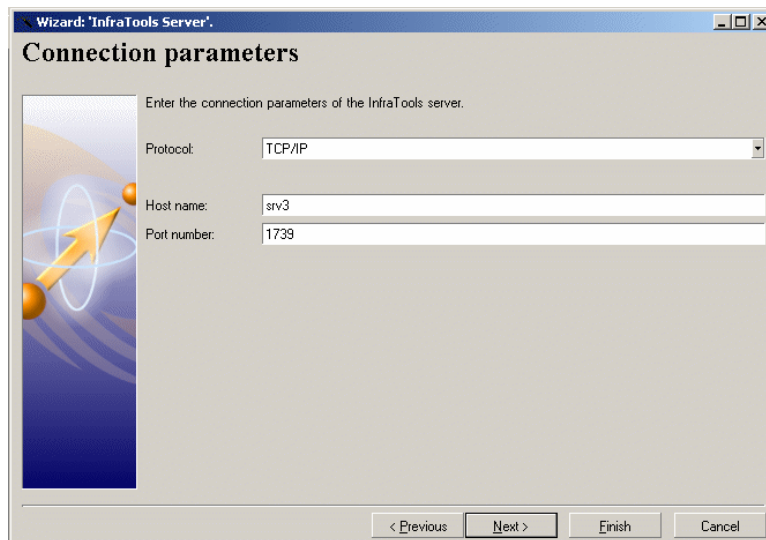 Wizard: 'InfraTools Server'.
Connection parameters
Enter the connection parameters of the InfraTools server.
Protocol: TCP/IP
Host name: srv3
Port number: 1739
< Previous Next > Finish Cancel